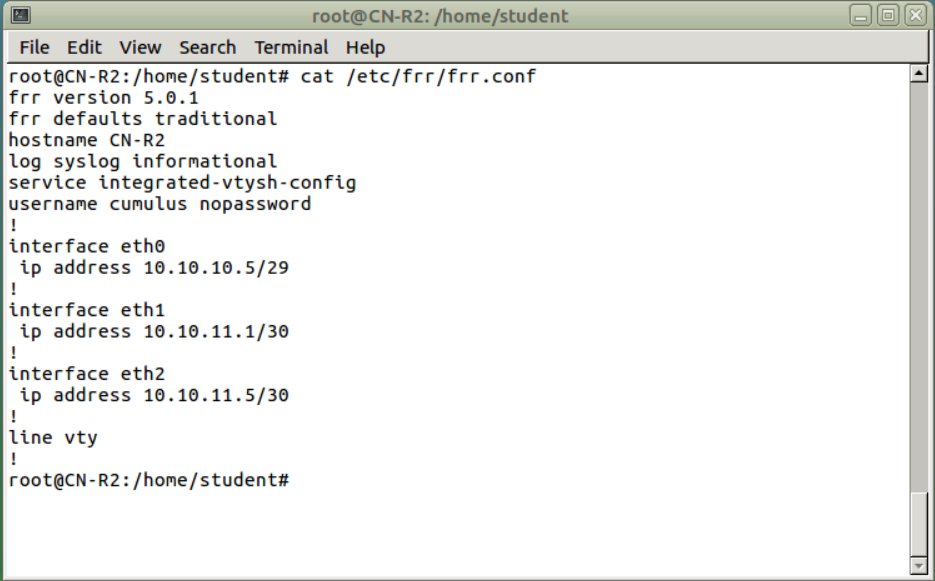 root@CN-R2: /home/student
File Edit View Search Terminal Help
root@CN-R2:/home/student# cat /etc/frr/frr.conf
frr version 5.0.1
frr defaults traditional
hostname CN-R2
log syslog informational
service integrated-vtysh-config
username cumulus nopassword
!
interface eth0
 ip address 10.10.10.5/29
!
interface eth1
 ip address 10.10.11.1/30
!
interface eth2
 ip address 10.10.11.5/30
!
line vty
!
root@CN-R2:/home/student#